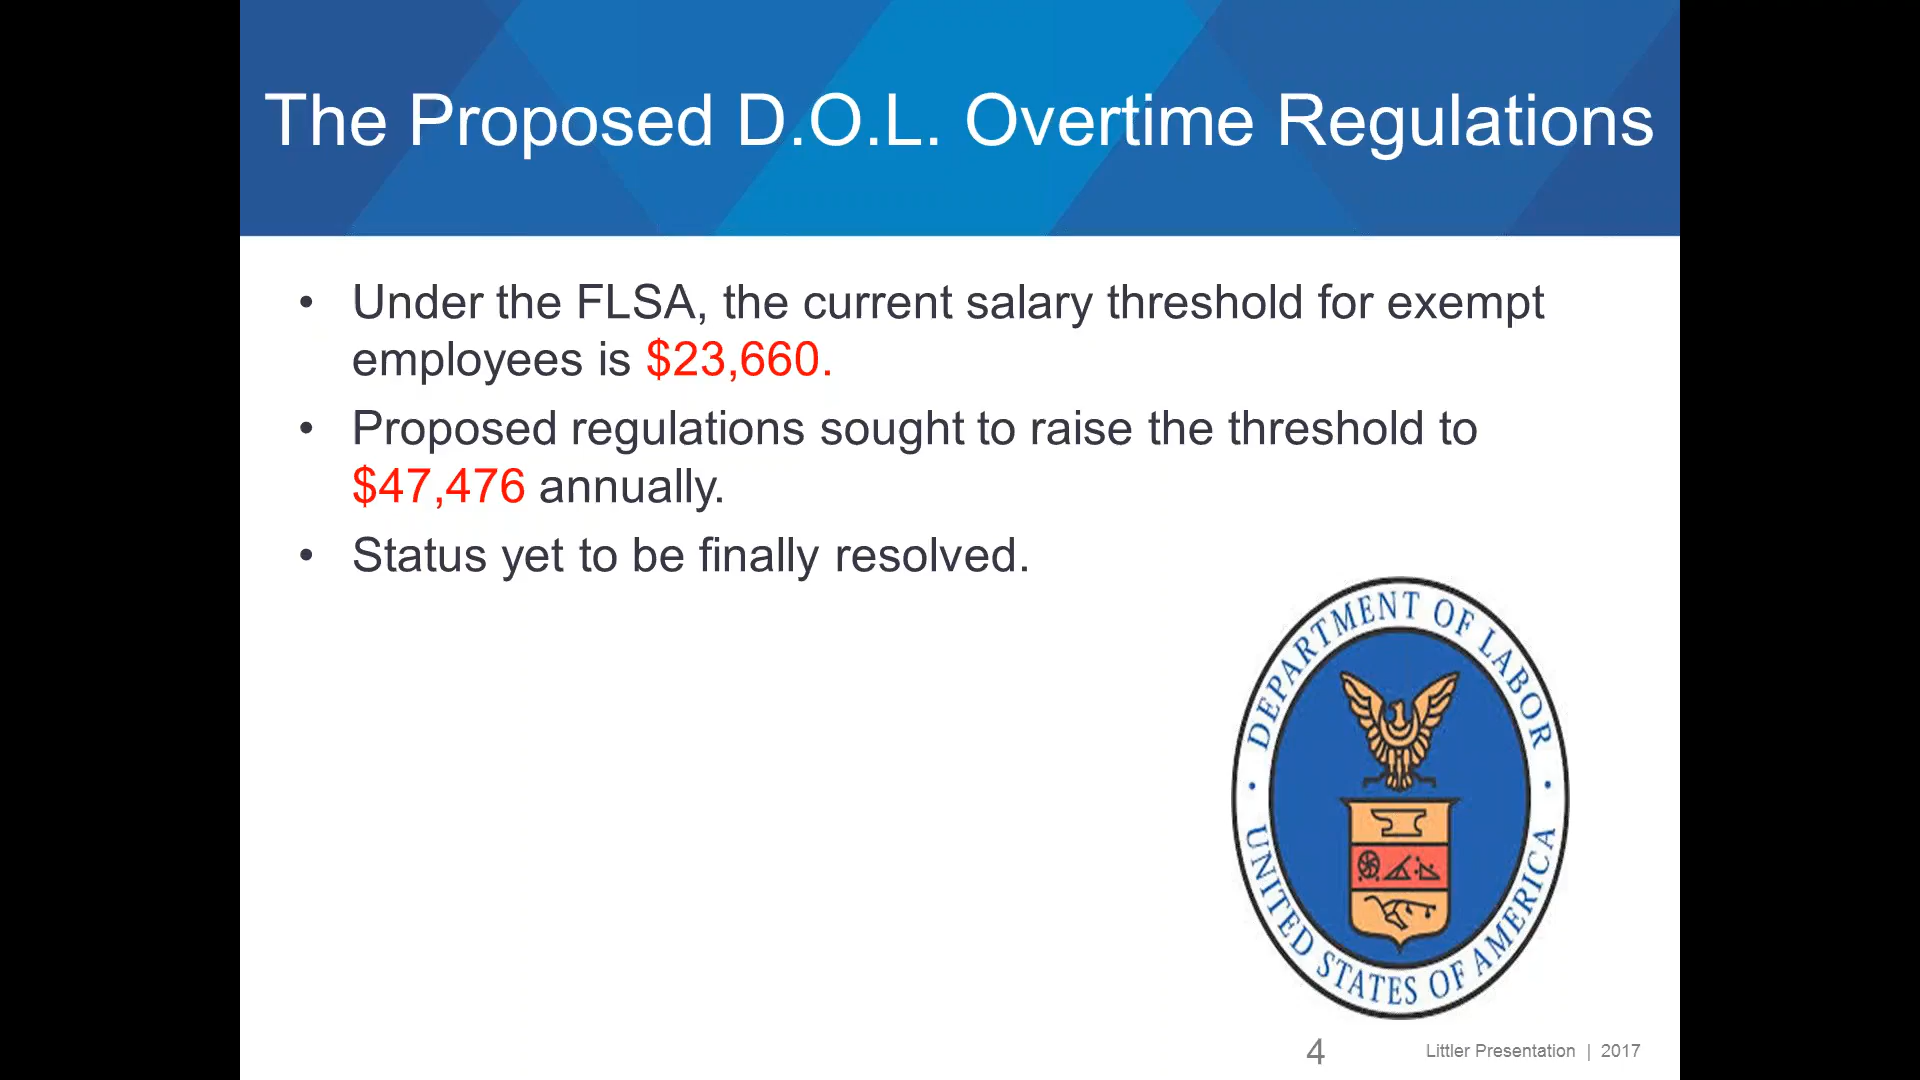 The Proposed D.O.L. Overtime Regulations
• Under the FLSA, the current salary threshold for exempt
employees is $23,660.
• Proposed regulations sought to raise the threshold to
$47,476 annually.
• Status yet to be finally resolved.
DEPARTMENT OF LABOR
UNITED STATES OF AMERICA
4
Littler Presentation | 2017